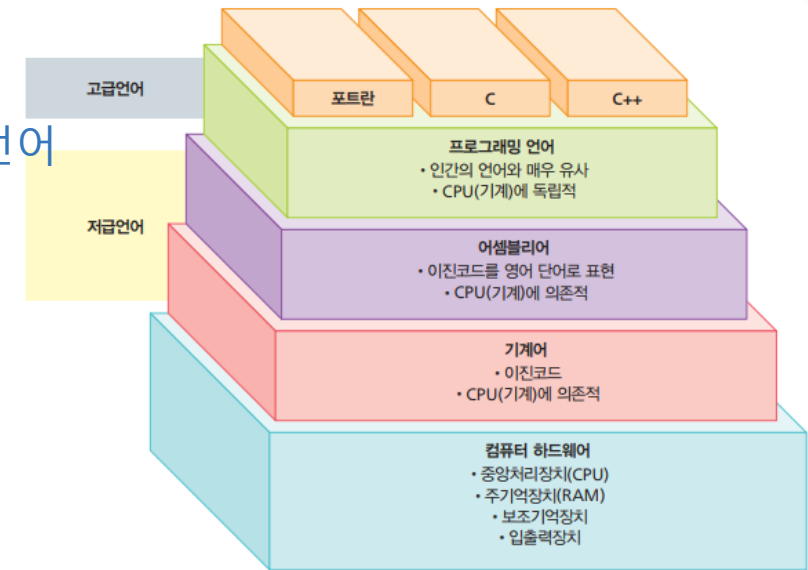 고급언어
언어
저급언어
포트란
C
C++
프로그래밍 언어
• 인간의 언어와 매우 유사
• CPU(기계)에 독립적
어셈블리어
• 이진코드를 영어 단어로 표현
• CPU(기계)에 의존적
기계어
• 이진코드
• CPU(기계)에 의존적
컴퓨터 하드웨어
• 중앙처리장치(CPU)
• 주기억장치(RAM)
• 보조기억장치
• 입출력장치